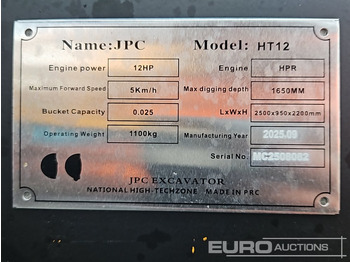 Name:JPC Model: HT12
Engine power 12HP Engine HPR
Maximum Forward Speed 5Km/h Max digging depth 1650MM
Bucket Capacity 0.025 LxWxH 2500x950x2200mm
Operating Weight 1100kg Manufacturing Year 2025.09
Serial No. MC2508082
JPC EXCAVATOR
NATIONAL HIGH-TECHZONE MADE IN PRC
EURO
AUCTIONS